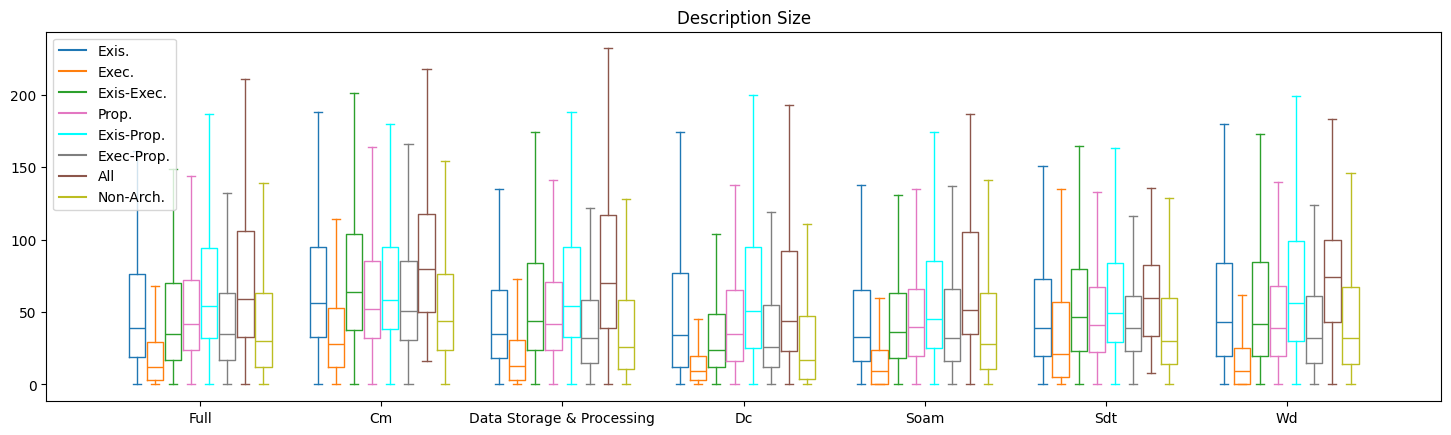 Description Size
Exis.
Exec.
Exis-Exec.
Prop.
Exis-Prop.
Exec-Prop.
All
Non-Arch.
200
150
100
50
0
Full Cm Data Storage & Processing Dc Soam Sdt Wd